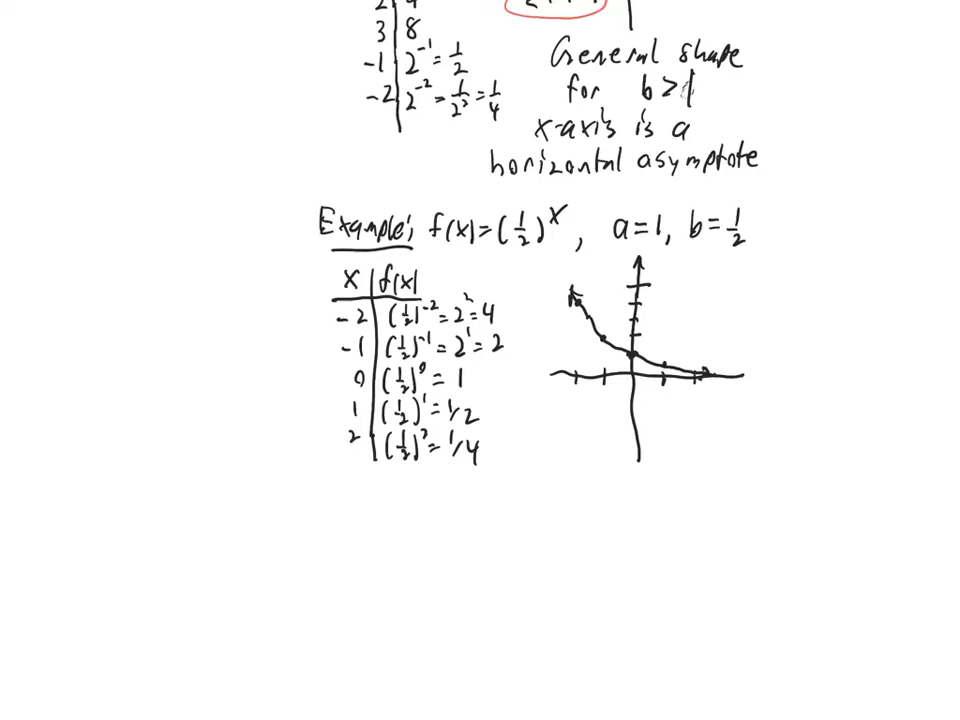 3 8
-1 2^-1 = 1/2
-2 2^-2 = 1/2^2 = 1/4
General shape
for b > 1
x-axis is a
horizontal asymptote
Example: f(x) = (1/2)^x , a = 1, b = 1/2
x f(x)
-2 (1/2)^-2 = 2^2 = 4
-1 (1/2)^-1 = 2^1 = 2
0 (1/2)^0 = 1
1 (1/2)^1 = 1/2
2 (1/2)^2 = 1/4